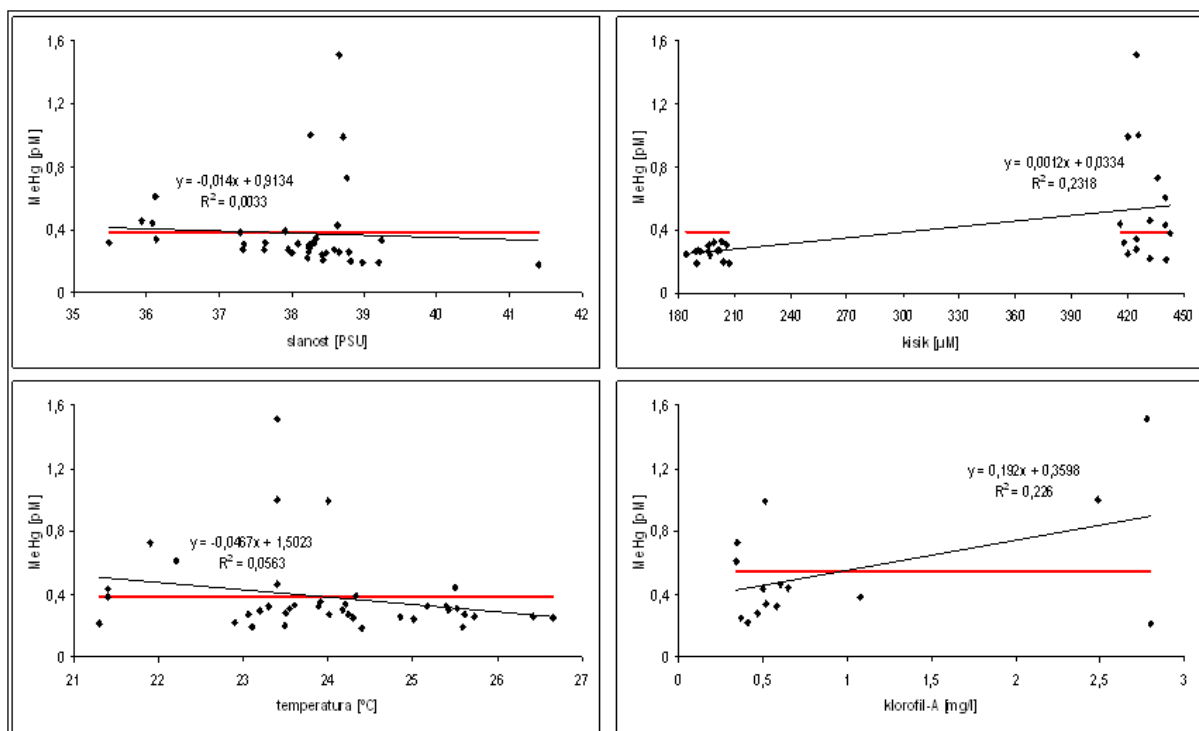 1,6
1,2
0,8
0,4
0
MeHg [pM]
y = -0,014x + 0,9134
R² = 0,0033
35 36 37 38 39 40 41 42
slanost [PSU]
1,6
1,2
0,8
0,4
0
MeHg [pM]
y = 0,0012x + 0,0334
R² = 0,2318
180 210 240 270 300 330 360 390 420 450
kisik [µM]
1,6
1,2
0,8
0,4
0
MeHg [pM]
y = -0,0467x + 1,5023
R² = 0,0563
21 22 23 24 25 26 27
temperatura [°C]
1,6
1,2
0,8
0,4
0
MeHg [pM]
y = 0,192x + 0,3598
R² = 0,226
0 0,5 1 1,5 2 2,5 3
klorofil-A [mg/l]